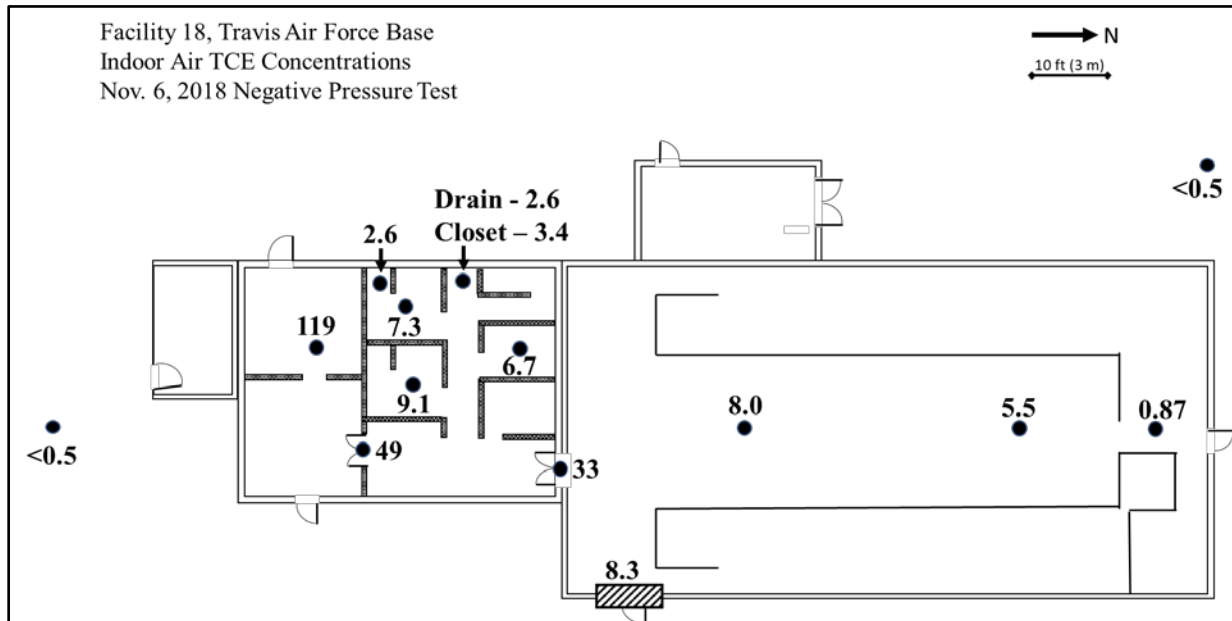 Facility 18, Travis Air Force Base
Indoor Air TCE Concentrations
Nov. 6, 2018 Negative Pressure Test
N
10 ft (3 m)
<0.5
Drain - 2.6
Closet – 3.4
2.6
119
7.3
6.7
9.1
8.0
5.5
0.87
<0.5
49
33
8.3